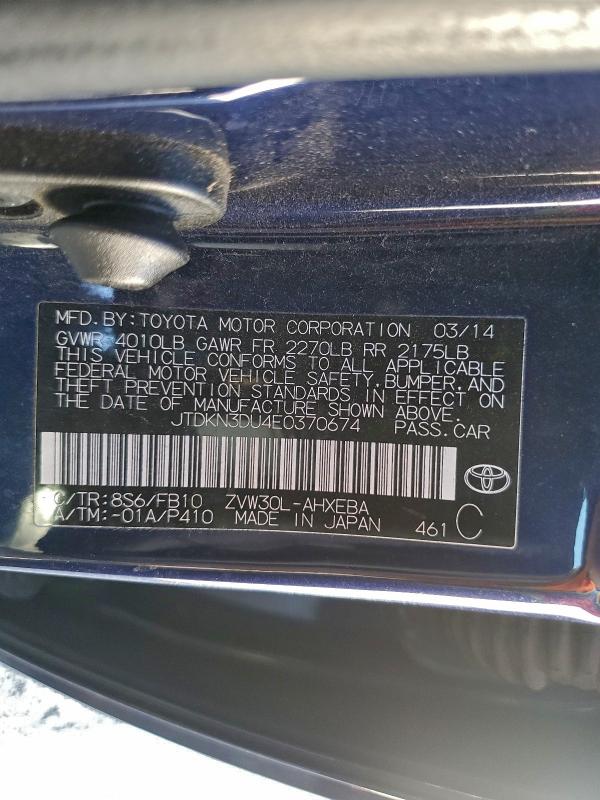 MFD. BY: TOYOTA MOTOR CORPORATION 03/14
GVWR 4010LB GAWR FR 2270LB RR 2175LB
THIS VEHICLE CONFORMS TO ALL APPLICABLE
FEDERAL MOTOR VEHICLE SAFETY, BUMPER, AND
THEFT PREVENTION STANDARDS IN EFFECT ON
THE DATE OF MANUFACTURE SHOWN ABOVE.
JTDKN3DU4E0370674 PASS. CAR
C/TR: 8S6/FB10 ZVW30L-AHXEBA
A/TM: -01A/P410 MADE IN JAPAN 461 C